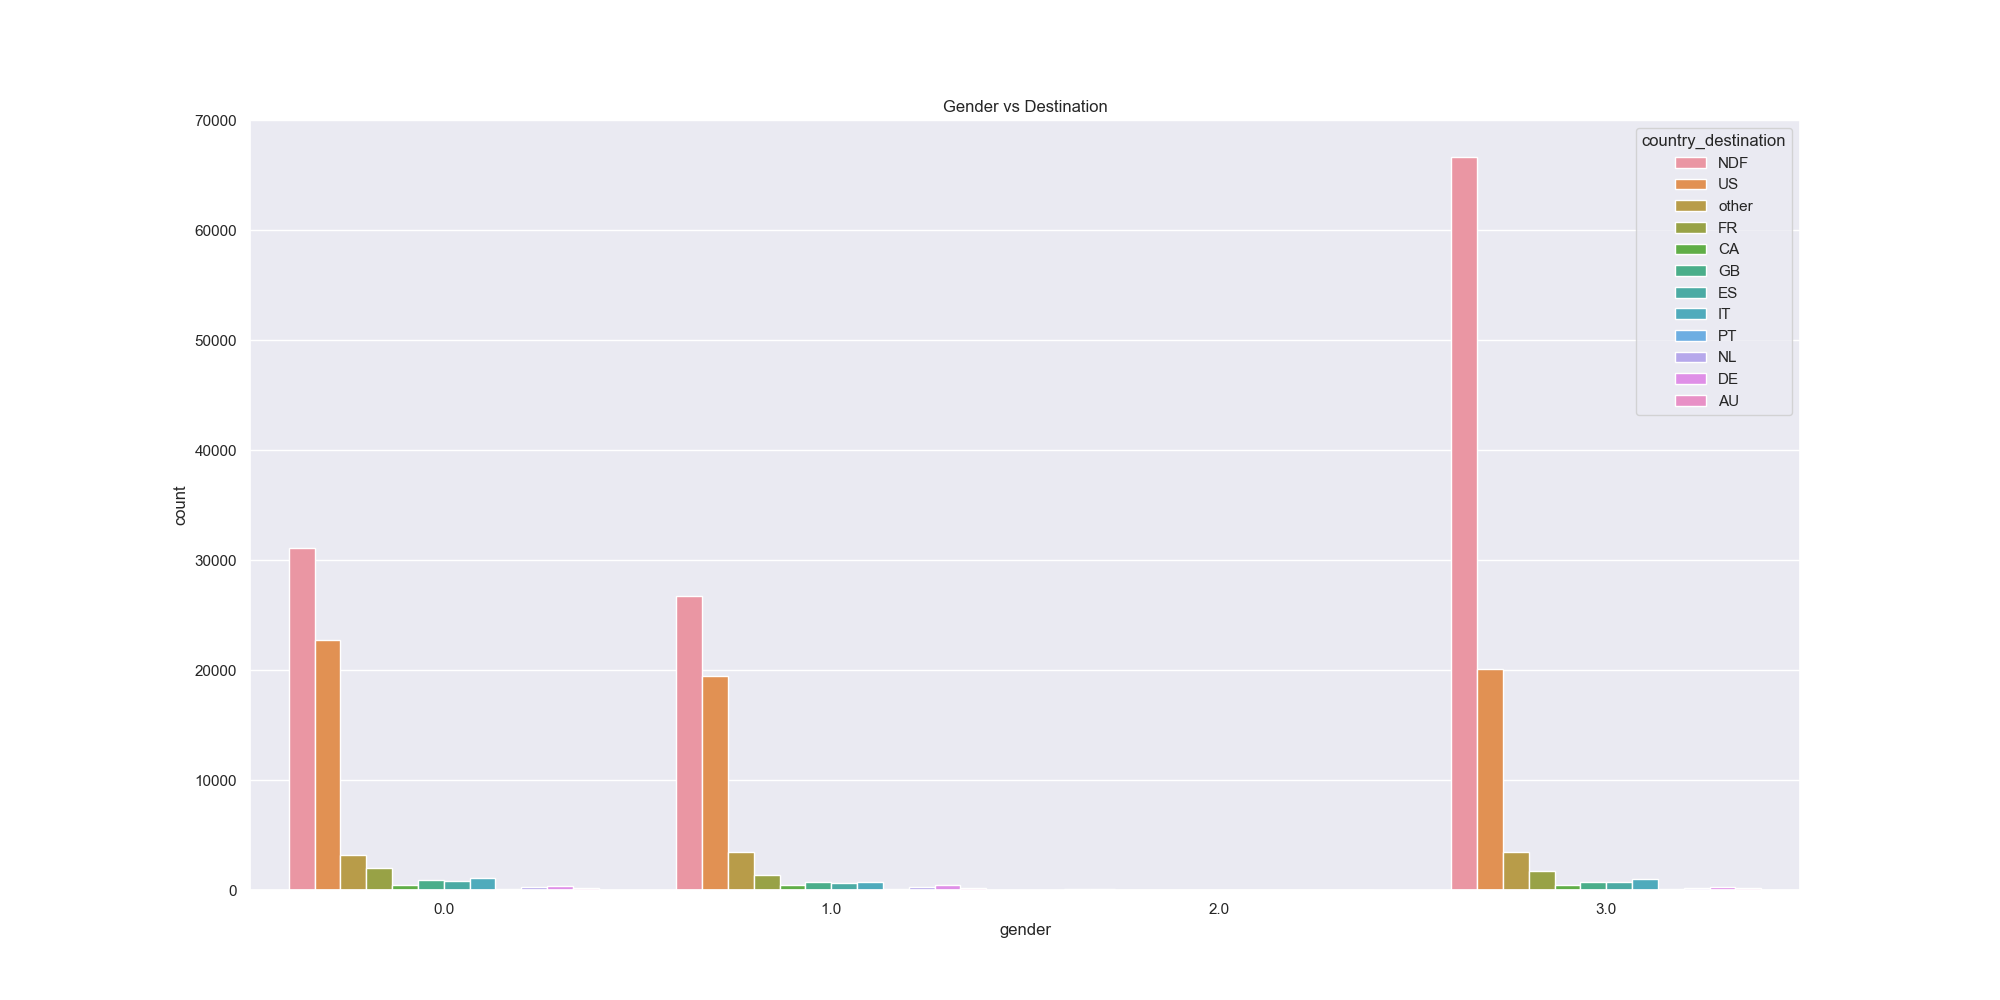 Gender vs Destination
70000
60000
50000
40000
30000
20000
10000
0
count
0.0
1.0
2.0
3.0
gender
country_destination
NDF
US
other
FR
CA
GB
ES
IT
PT
NL
DE
AU